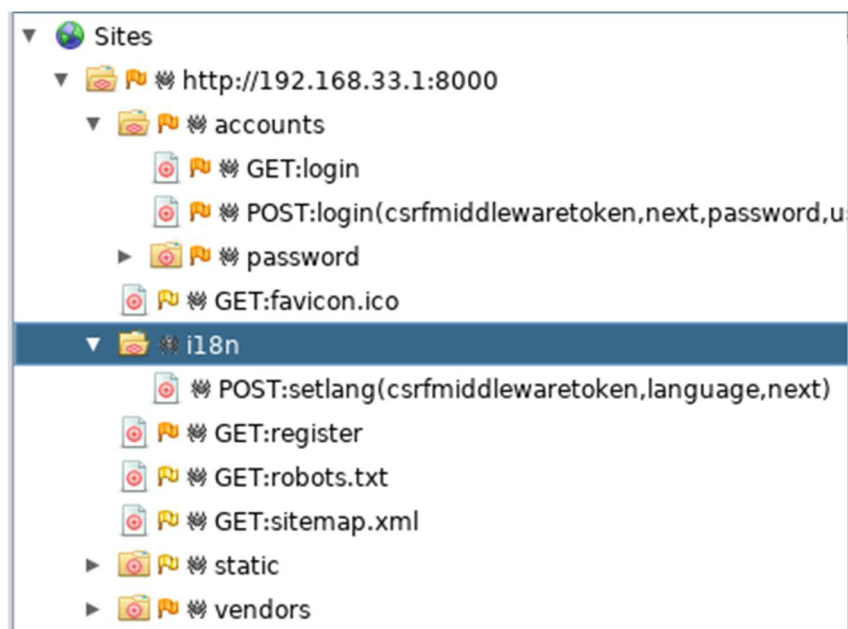 Sites
http://192.168.33.1:8000
accounts
GET:login
POST:login(csrfmiddlewaretoken,next,password,u
password
GET:favicon.ico
i18n
POST:setlang(csrfmiddlewaretoken,language,next)
GET:register
GET:robots.txt
GET:sitemap.xml
static
vendors